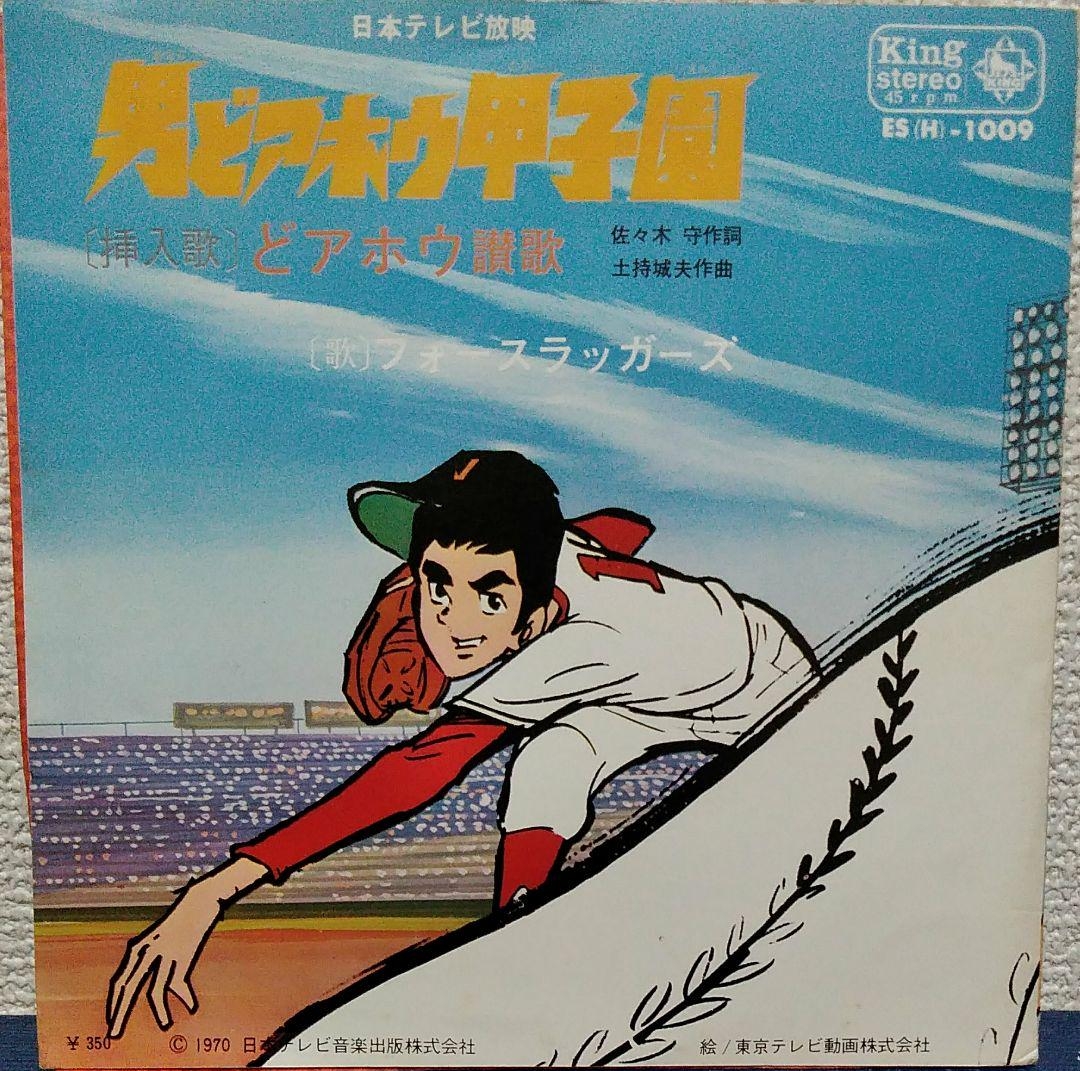 日本テレビ放映
男どアホウ甲子園
〔挿入歌〕どアホウ讃歌
佐々木 守作詞
土持城夫作曲
〔歌〕フォースラッガーズ
King
stereo
45 rpm
KING
ES(H)-1009
1
¥350
© 1970 日本テレビ音楽出版株式会社
絵/東京テレビ動画株式会社